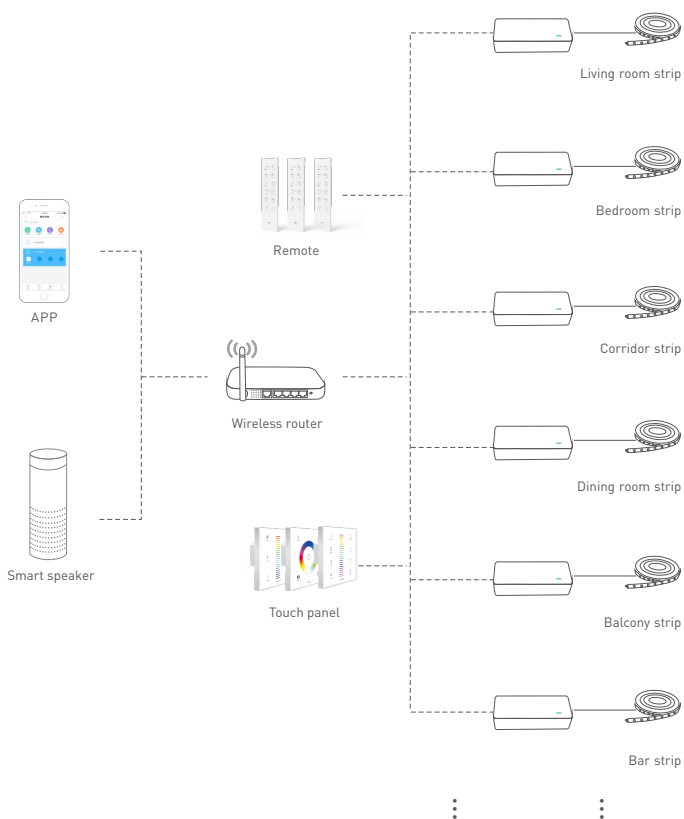 Living room strip
Bedroom strip
Remote
APP
Corridor strip
Wireless router
Dining room strip
Smart speaker
Touch panel
Balcony strip
Bar strip